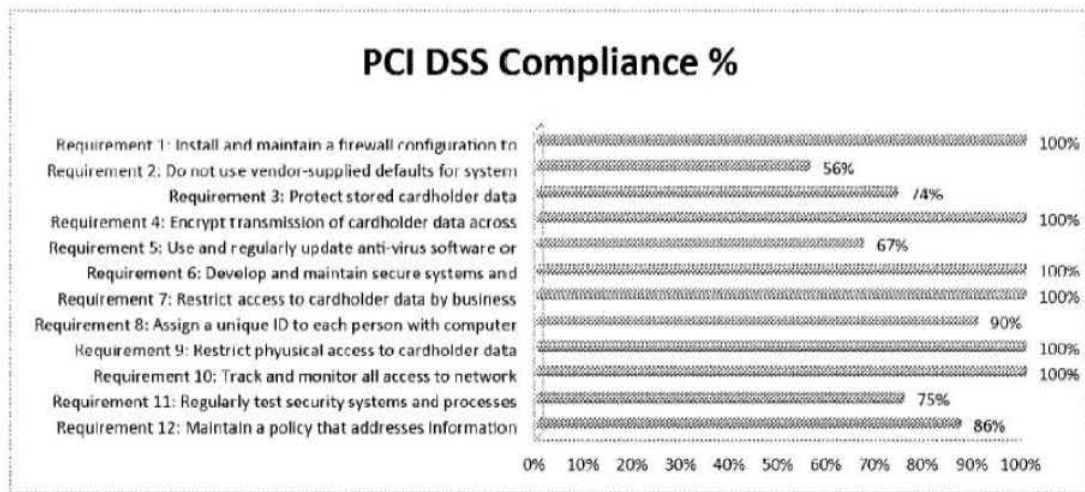 PCI DSS Compliance %
Requirement 1: Install and maintain a firewall configuration to 100%
Requirement 2: Do not use vendor-supplied defaults for system 56%
Requirement 3: Protect stored cardholder data 74%
Requirement 4: Encrypt transmission of cardholder data across 100%
Requirement 5: Use and regularly update anti-virus software or 67%
Requirement 6: Develop and maintain secure systems and 100%
Requirement 7: Restrict access to cardholder data by business 100%
Requirement 8: Assign a unique ID to each person with computer 90%
Requirement 9: Restrict phyusical access to cardholder data 100%
Requirement 10: Track and monitor all access to network 100%
Requirement 11: Regularly test security systems and processes 75%
Requirement 12: Maintain a policy that addresses information 86%
0% 10% 20% 30% 40% 50% 60% 70% 80% 90% 100%